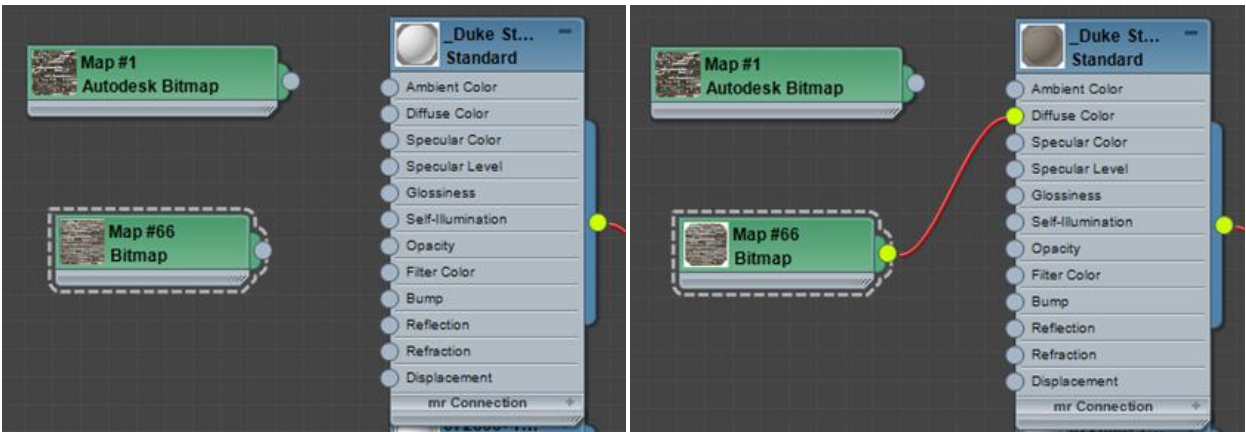 Map #1
Autodesk Bitmap
Map #66
Bitmap
_Duke St...
Standard
Ambient Color
Diffuse Color
Specular Color
Specular Level
Glossiness
Self-Illumination
Opacity
Filter Color
Bump
Reflection
Refraction
Displacement
mr Connection
Map #1
Autodesk Bitmap
Map #66
Bitmap
_Duke St...
Standard
Ambient Color
Diffuse Color
Specular Color
Specular Level
Glossiness
Self-Illumination
Opacity
Filter Color
Bump
Reflection
Refraction
Displacement
mr Connection